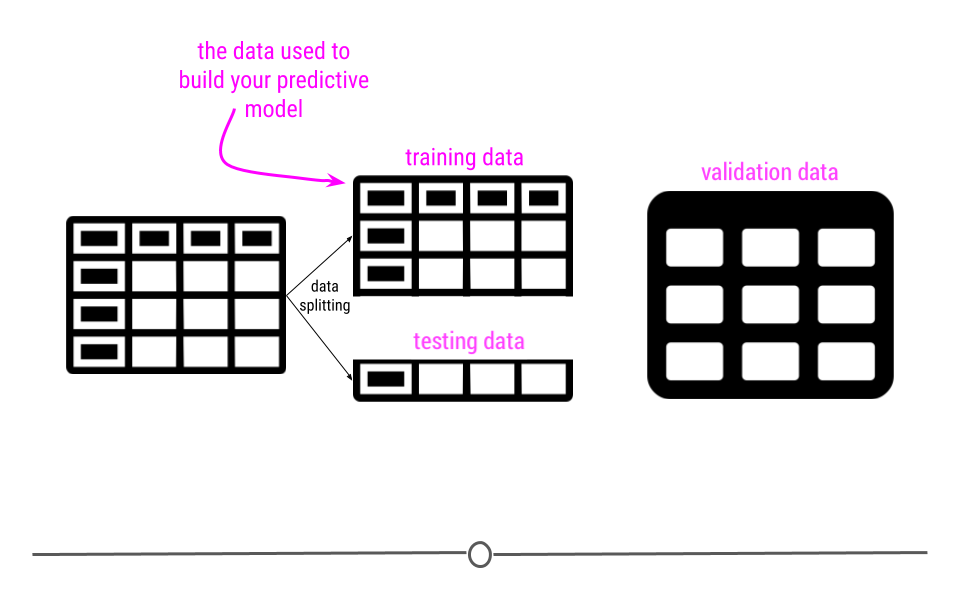 the data used to
build your predictive
model
training data
validation data
data
splitting
testing data